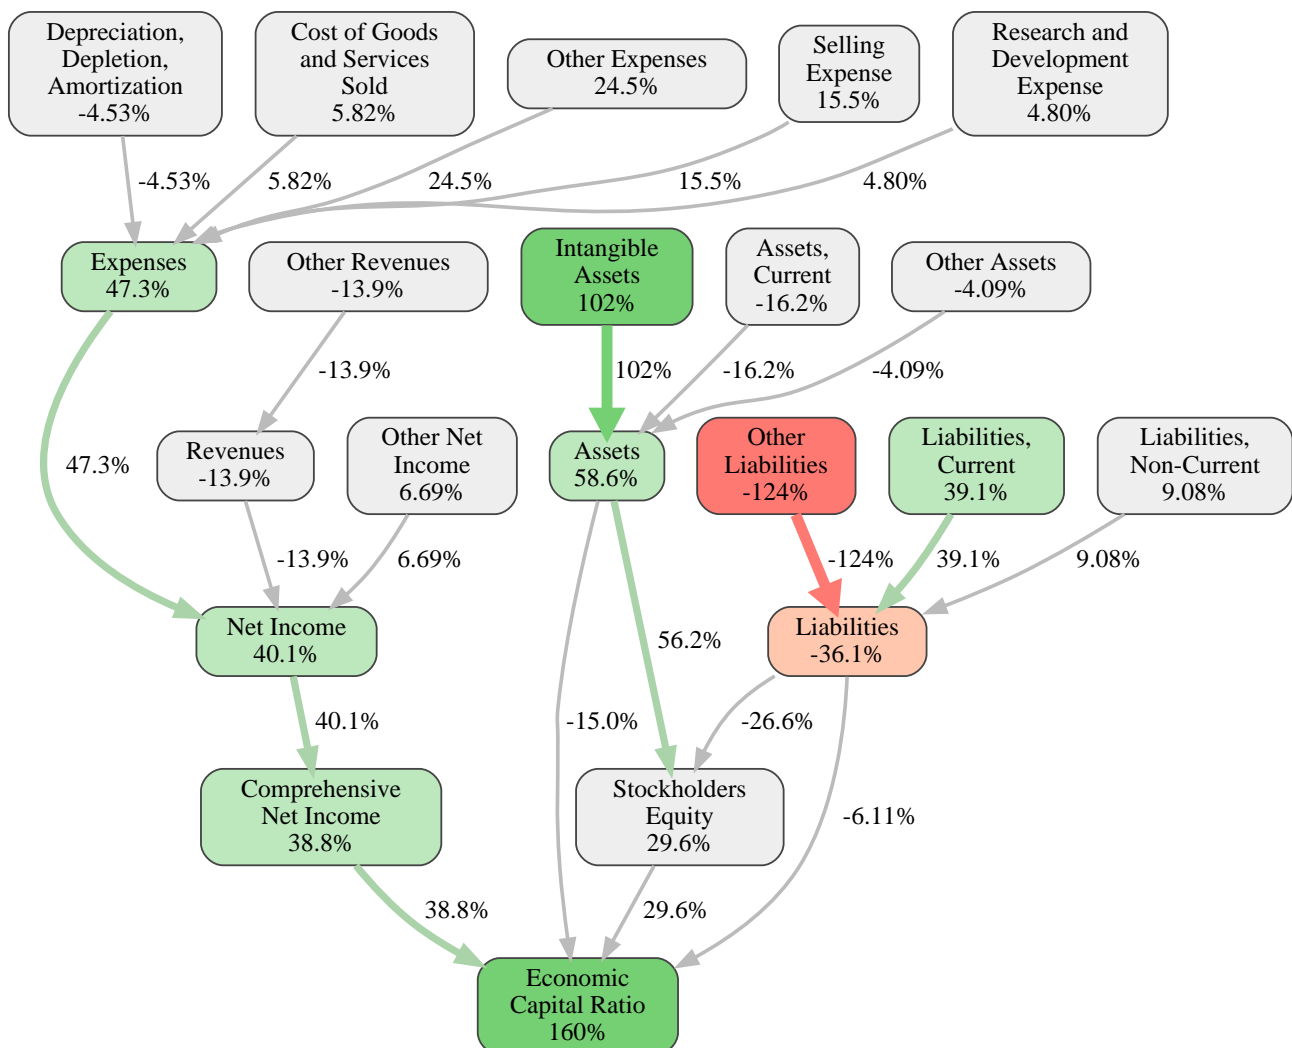 Depreciation,
Depletion,
Amortization
-4.53%
Cost of Goods
and Services
Sold
5.82%
Other Expenses
24.5%
Selling
Expense
15.5%
Research and
Development
Expense
4.80%
-4.53%
5.82%
24.5%
15.5%
4.80%
Expenses
47.3%
Other Revenues
-13.9%
Intangible
Assets
102%
Assets,
Current
-16.2%
Other Assets
-4.09%
-13.9%
102%
-16.2%
-4.09%
47.3%
Revenues
-13.9%
Other Net
Income
6.69%
Assets
58.6%
Other
Liabilities
-124%
Liabilities,
Current
39.1%
Liabilities,
Non-Current
9.08%
-13.9%
6.69%
-124%
39.1%
9.08%
Net Income
40.1%
56.2%
Liabilities
-36.1%
40.1%
-15.0%
-26.6%
Comprehensive
Net Income
38.8%
Stockholders
Equity
29.6%
-6.11%
38.8%
29.6%
Economic
Capital Ratio
160%